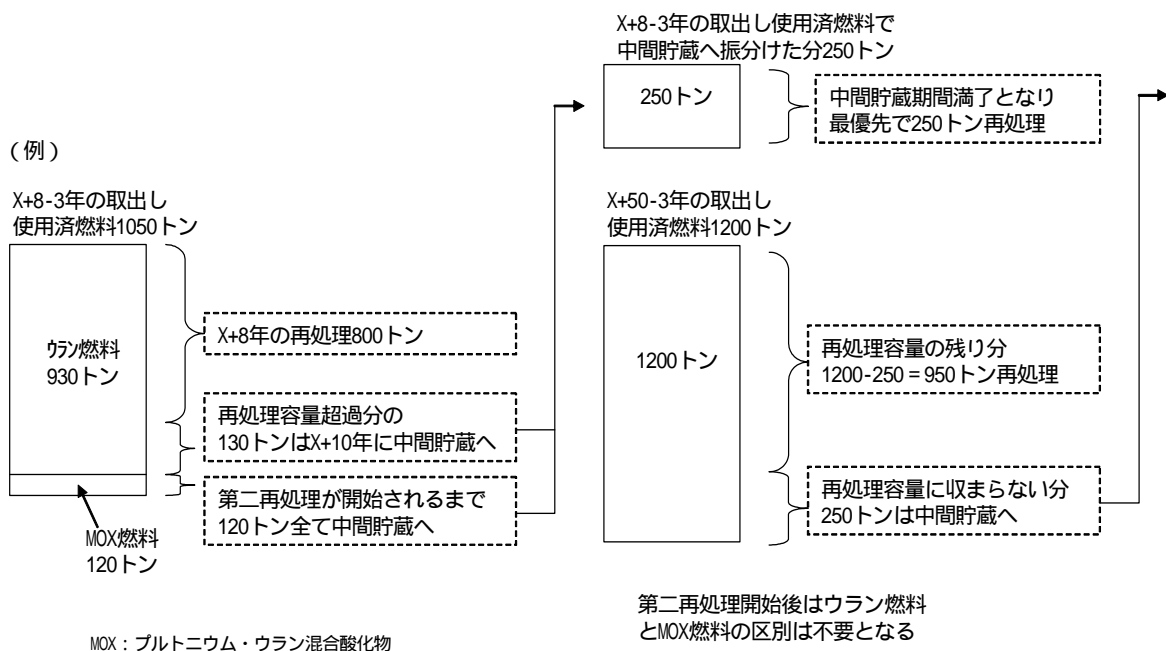 (例)
X+8-3年の取出し
使用済燃料1050トン
ウラン燃料
930トン
MOX燃料
120トン
X+8年の再処理800トン
再処理容量超過分の
130トンはX+10年に中間貯蔵へ
第二再処理が開始されるまで
120トン全て中間貯蔵へ
MOX:プルトニウム・ウラン混合酸化物
X+8-3年の取出し使用済燃料で
中間貯蔵へ振分けた分250トン
250トン
中間貯蔵期間満了となり
最優先で250トン再処理
X+50-3年の取出し
使用済燃料1200トン
1200トン
再処理容量の残り分
1200-250=950トン再処理
再処理容量に収まらない分
250トンは中間貯蔵へ
第二再処理開始後はウラン燃料
とMOX燃料の区別は不要となる